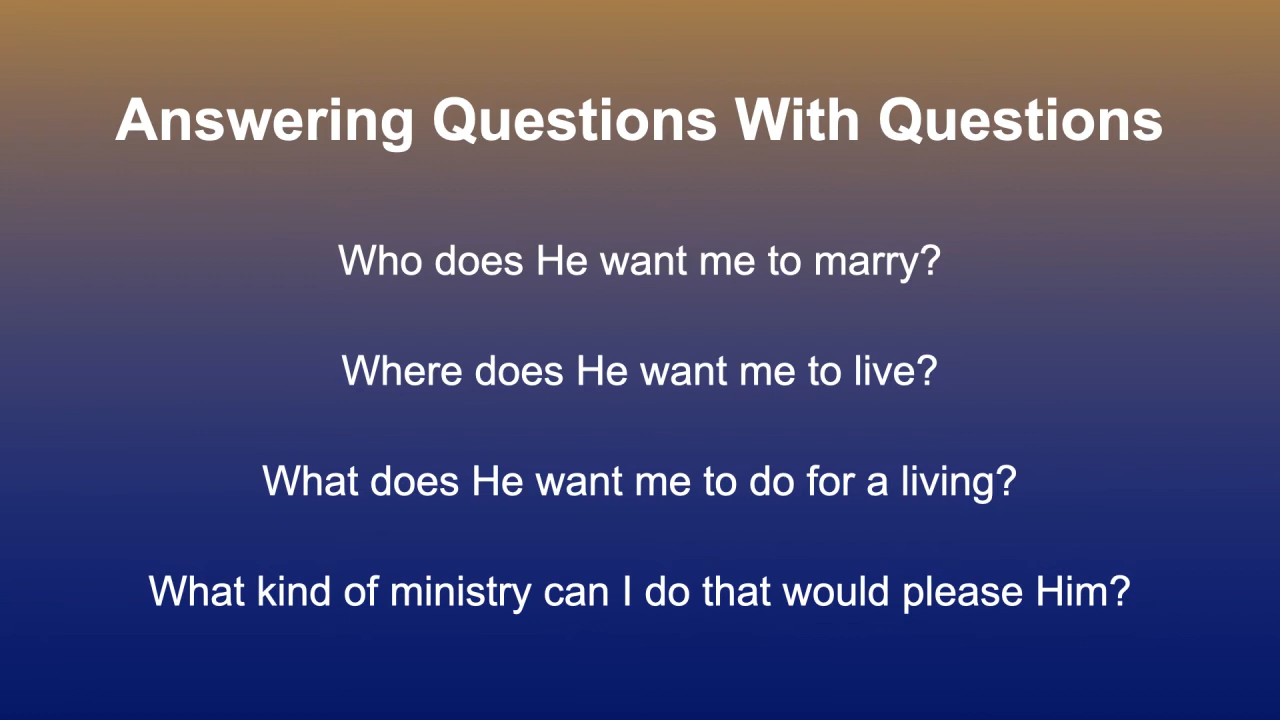 Answering Questions With Questions
Who does He want me to marry?
Where does He want me to live?
What does He want me to do for a living?
What kind of ministry can I do that would please Him?